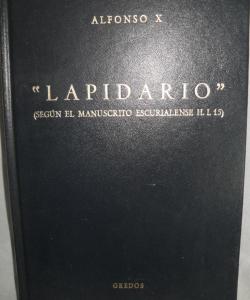 ALFONSO X
"LAPIDARIO"
(SEGÚN EL MANUSCRITO ESCURIALENSE H. I. 15)
GREDOS